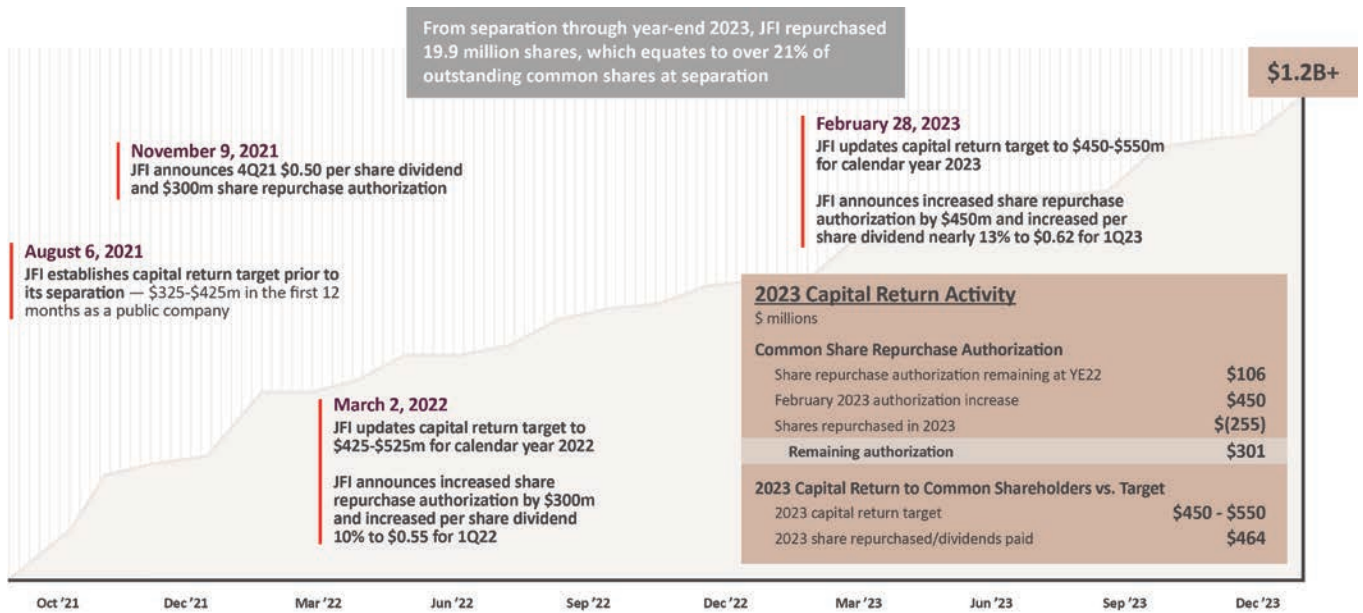 From separation through year-end 2023, JFI repurchased
19.9 million shares, which equates to over 21% of
outstanding common shares at separation
$1.2B+
November 9, 2021
JFI announces 4Q21 $0.50 per share dividend
and $300m share repurchase authorization
February 28, 2023
JFI updates capital return target to $450-$550m
for calendar year 2023
JFI announces increased share repurchase
authorization by $450m and increased per
share dividend nearly 13% to $0.62 for 1Q23
August 6, 2021
JFI establishes capital return target prior to
its separation — $325-$425m in the first 12
months as a public company
March 2, 2022
JFI updates capital return target to
$425-$525m for calendar year 2022
JFI announces increased share
repurchase authorization by $300m
and increased per share dividend
10% to $0.55 for 1Q22
2023 Capital Return Activity
$ millions
Common Share Repurchase Authorization
Share repurchase authorization remaining at YE22 $106
February 2023 authorization increase $450
Shares repurchased in 2023 $(255)
Remaining authorization $301
2023 Capital Return to Common Shareholders vs. Target
2023 capital return target $450 - $550
2023 share repurchased/dividends paid $464
Oct '21 Dec '21 Mar '22 Jun '22 Sep '22 Dec '22 Mar '23 Jun '23 Sep '23 Dec '23